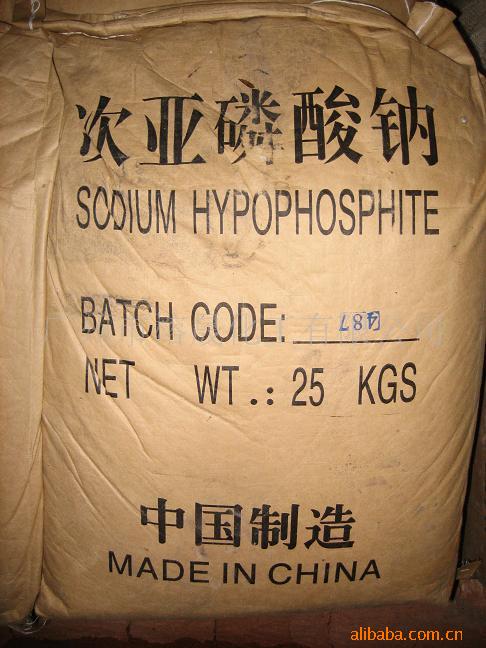 次亚磷酸钠
SODIUM HYPOPHOSPHITE
BATCH CODE:
NET WT.: 25 KGS
中国制造
MADE IN CHINA
alibaba.com.cn